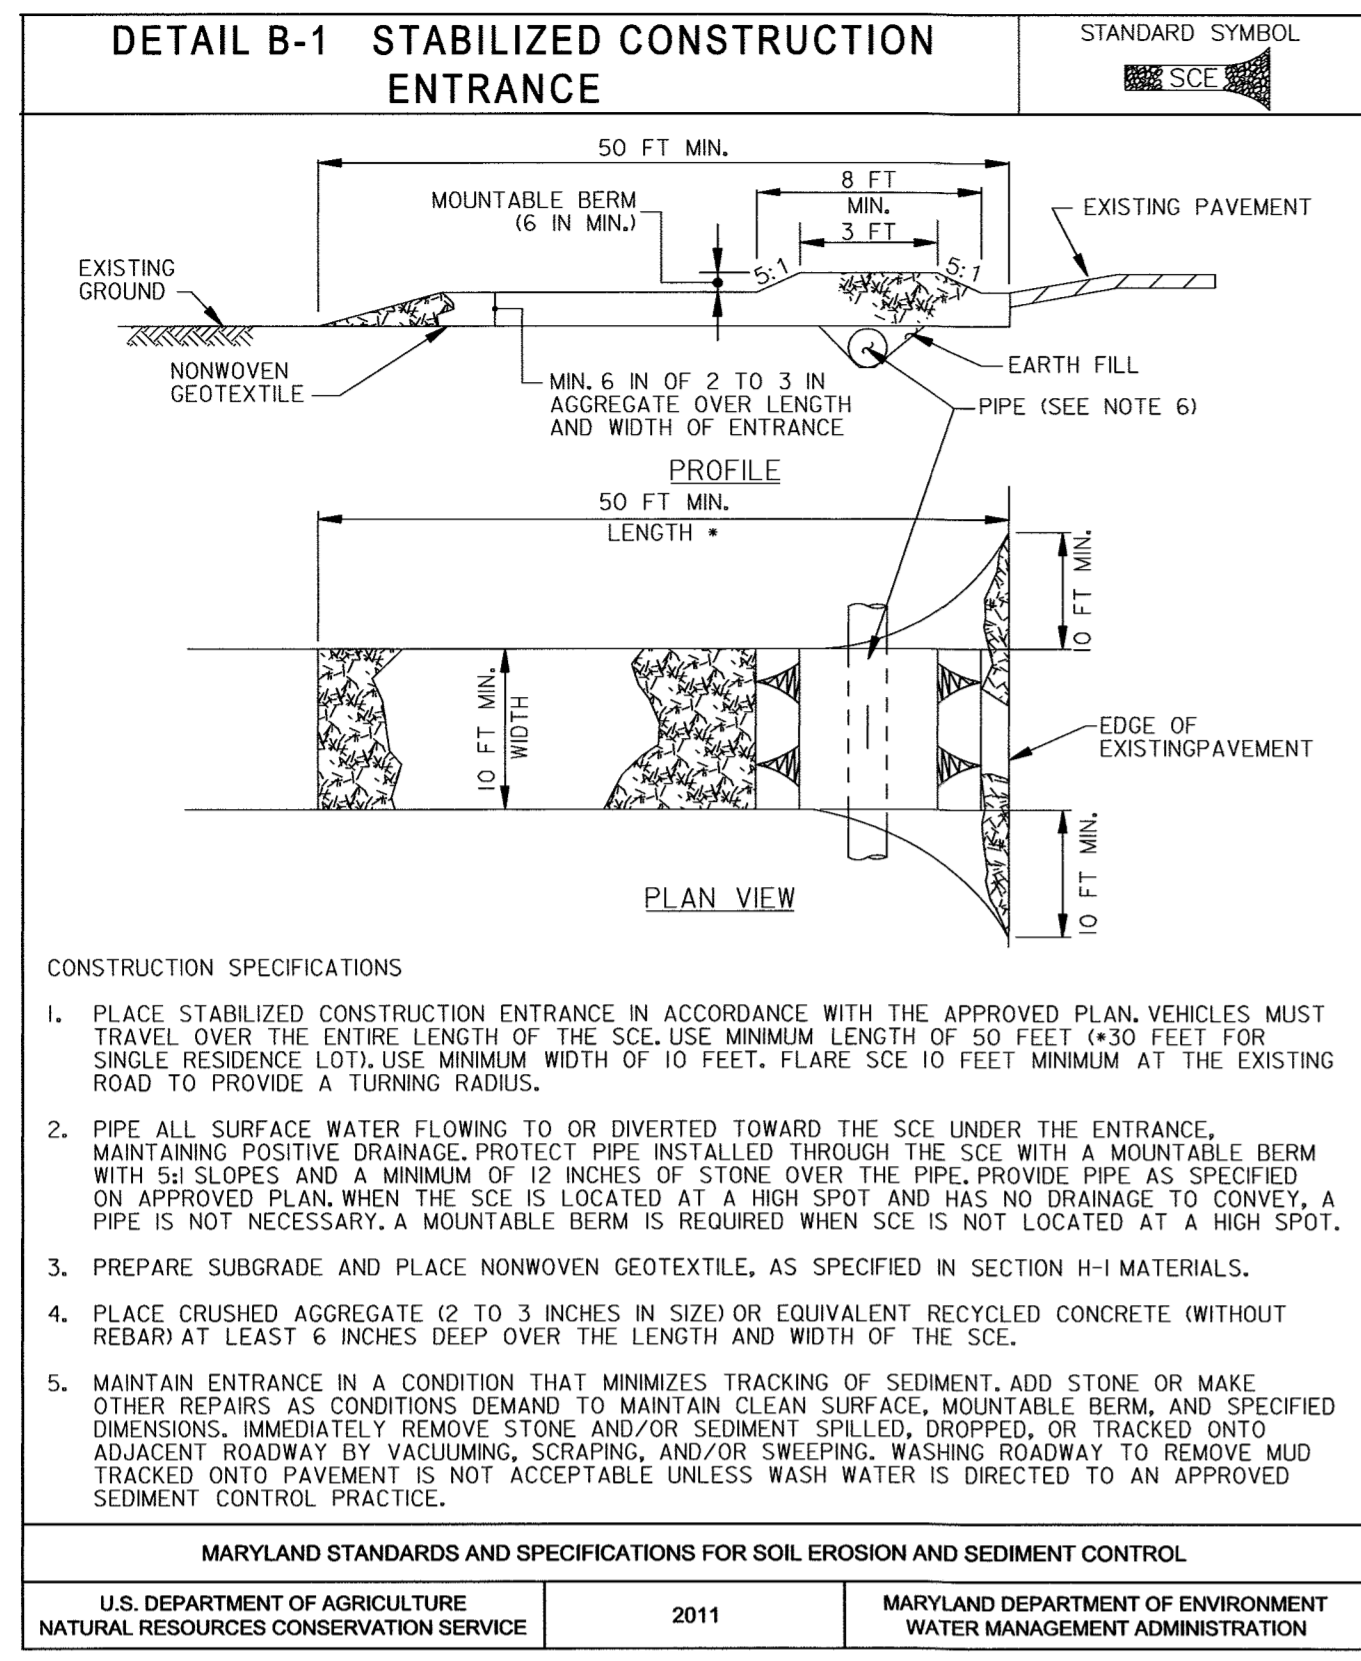 DETAIL B-1 STABILIZED CONSTRUCTION
ENTRANCE
STANDARD SYMBOL
SCE
50 FT MIN.
8 FT
MIN.
3 FT
MOUNTABLE BERM
(6 IN MIN.)
EXISTING PAVEMENT
5:1
5:1
EXISTING
GROUND
NONWOVEN
GEOTEXTILE
MIN. 6 IN OF 2 TO 3 IN
AGGREGATE OVER LENGTH
AND WIDTH OF ENTRANCE
EARTH FILL
PIPE (SEE NOTE 6)
PROFILE
50 FT MIN.
LENGTH *
10 FT MIN.
10 FT MIN.
WIDTH
EDGE OF
EXISTINGPAVEMENT
10 FT MIN.
PLAN VIEW
CONSTRUCTION SPECIFICATIONS
1. PLACE STABILIZED CONSTRUCTION ENTRANCE IN ACCORDANCE WITH THE APPROVED PLAN. VEHICLES MUST
TRAVEL OVER THE ENTIRE LENGTH OF THE SCE. USE MINIMUM LENGTH OF 50 FEET (*30 FEET FOR
SINGLE RESIDENCE LOT). USE MINIMUM WIDTH OF 10 FEET. FLARE SCE 10 FEET MINIMUM AT THE EXISTING
ROAD TO PROVIDE A TURNING RADIUS.
2. PIPE ALL SURFACE WATER FLOWING TO OR DIVERTED TOWARD THE SCE UNDER THE ENTRANCE,
MAINTAINING POSITIVE DRAINAGE. PROTECT PIPE INSTALLED THROUGH THE SCE WITH A MOUNTABLE BERM
WITH 5:1 SLOPES AND A MINIMUM OF 12 INCHES OF STONE OVER THE PIPE. PROVIDE PIPE AS SPECIFIED
ON APPROVED PLAN. WHEN THE SCE IS LOCATED AT A HIGH SPOT AND HAS NO DRAINAGE TO CONVEY, A
PIPE IS NOT NECESSARY. A MOUNTABLE BERM IS REQUIRED WHEN SCE IS NOT LOCATED AT A HIGH SPOT.
3. PREPARE SUBGRADE AND PLACE NONWOVEN GEOTEXTILE, AS SPECIFIED IN SECTION H-1 MATERIALS.
4. PLACE CRUSHED AGGREGATE (2 TO 3 INCHES IN SIZE) OR EQUIVALENT RECYCLED CONCRETE (WITHOUT
REBAR) AT LEAST 6 INCHES DEEP OVER THE LENGTH AND WIDTH OF THE SCE.
5. MAINTAIN ENTRANCE IN A CONDITION THAT MINIMIZES TRACKING OF SEDIMENT. ADD STONE OR MAKE
OTHER REPAIRS AS CONDITIONS DEMAND TO MAINTAIN CLEAN SURFACE, MOUNTABLE BERM, AND SPECIFIED
DIMENSIONS. IMMEDIATELY REMOVE STONE AND/OR SEDIMENT SPILLED, DROPPED, OR TRACKED ONTO
ADJACENT ROADWAY BY VACUUMING, SCRAPING, AND/OR SWEEPING. WASHING ROADWAY TO REMOVE MUD
TRACKED ONTO PAVEMENT IS NOT ACCEPTABLE UNLESS WASH WATER IS DIRECTED TO AN APPROVED
SEDIMENT CONTROL PRACTICE.
MARYLAND STANDARDS AND SPECIFICATIONS FOR SOIL EROSION AND SEDIMENT CONTROL
U.S. DEPARTMENT OF AGRICULTURE
NATURAL RESOURCES CONSERVATION SERVICE
2011
MARYLAND DEPARTMENT OF ENVIRONMENT
WATER MANAGEMENT ADMINISTRATION